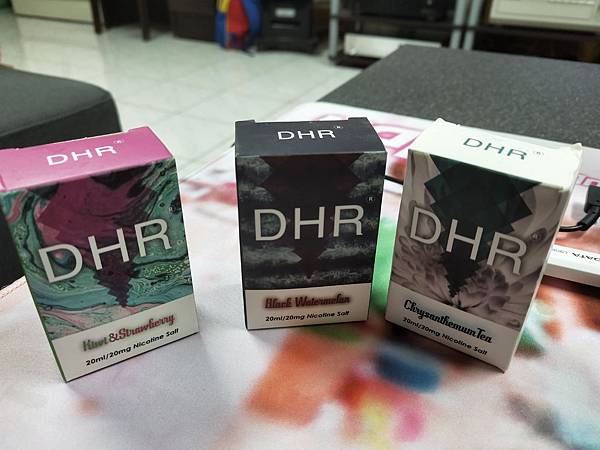 DHR®
DHR
Kiwi&Strawberry
20ml/20mg Nicotine Salt
DHR®
DHR®
Black Watermelon
20ml/20mg Nicotine Salt
DHR®
DHR
ChrysanthemumTea
20ml/20mg Nicotine Salt
ADATA